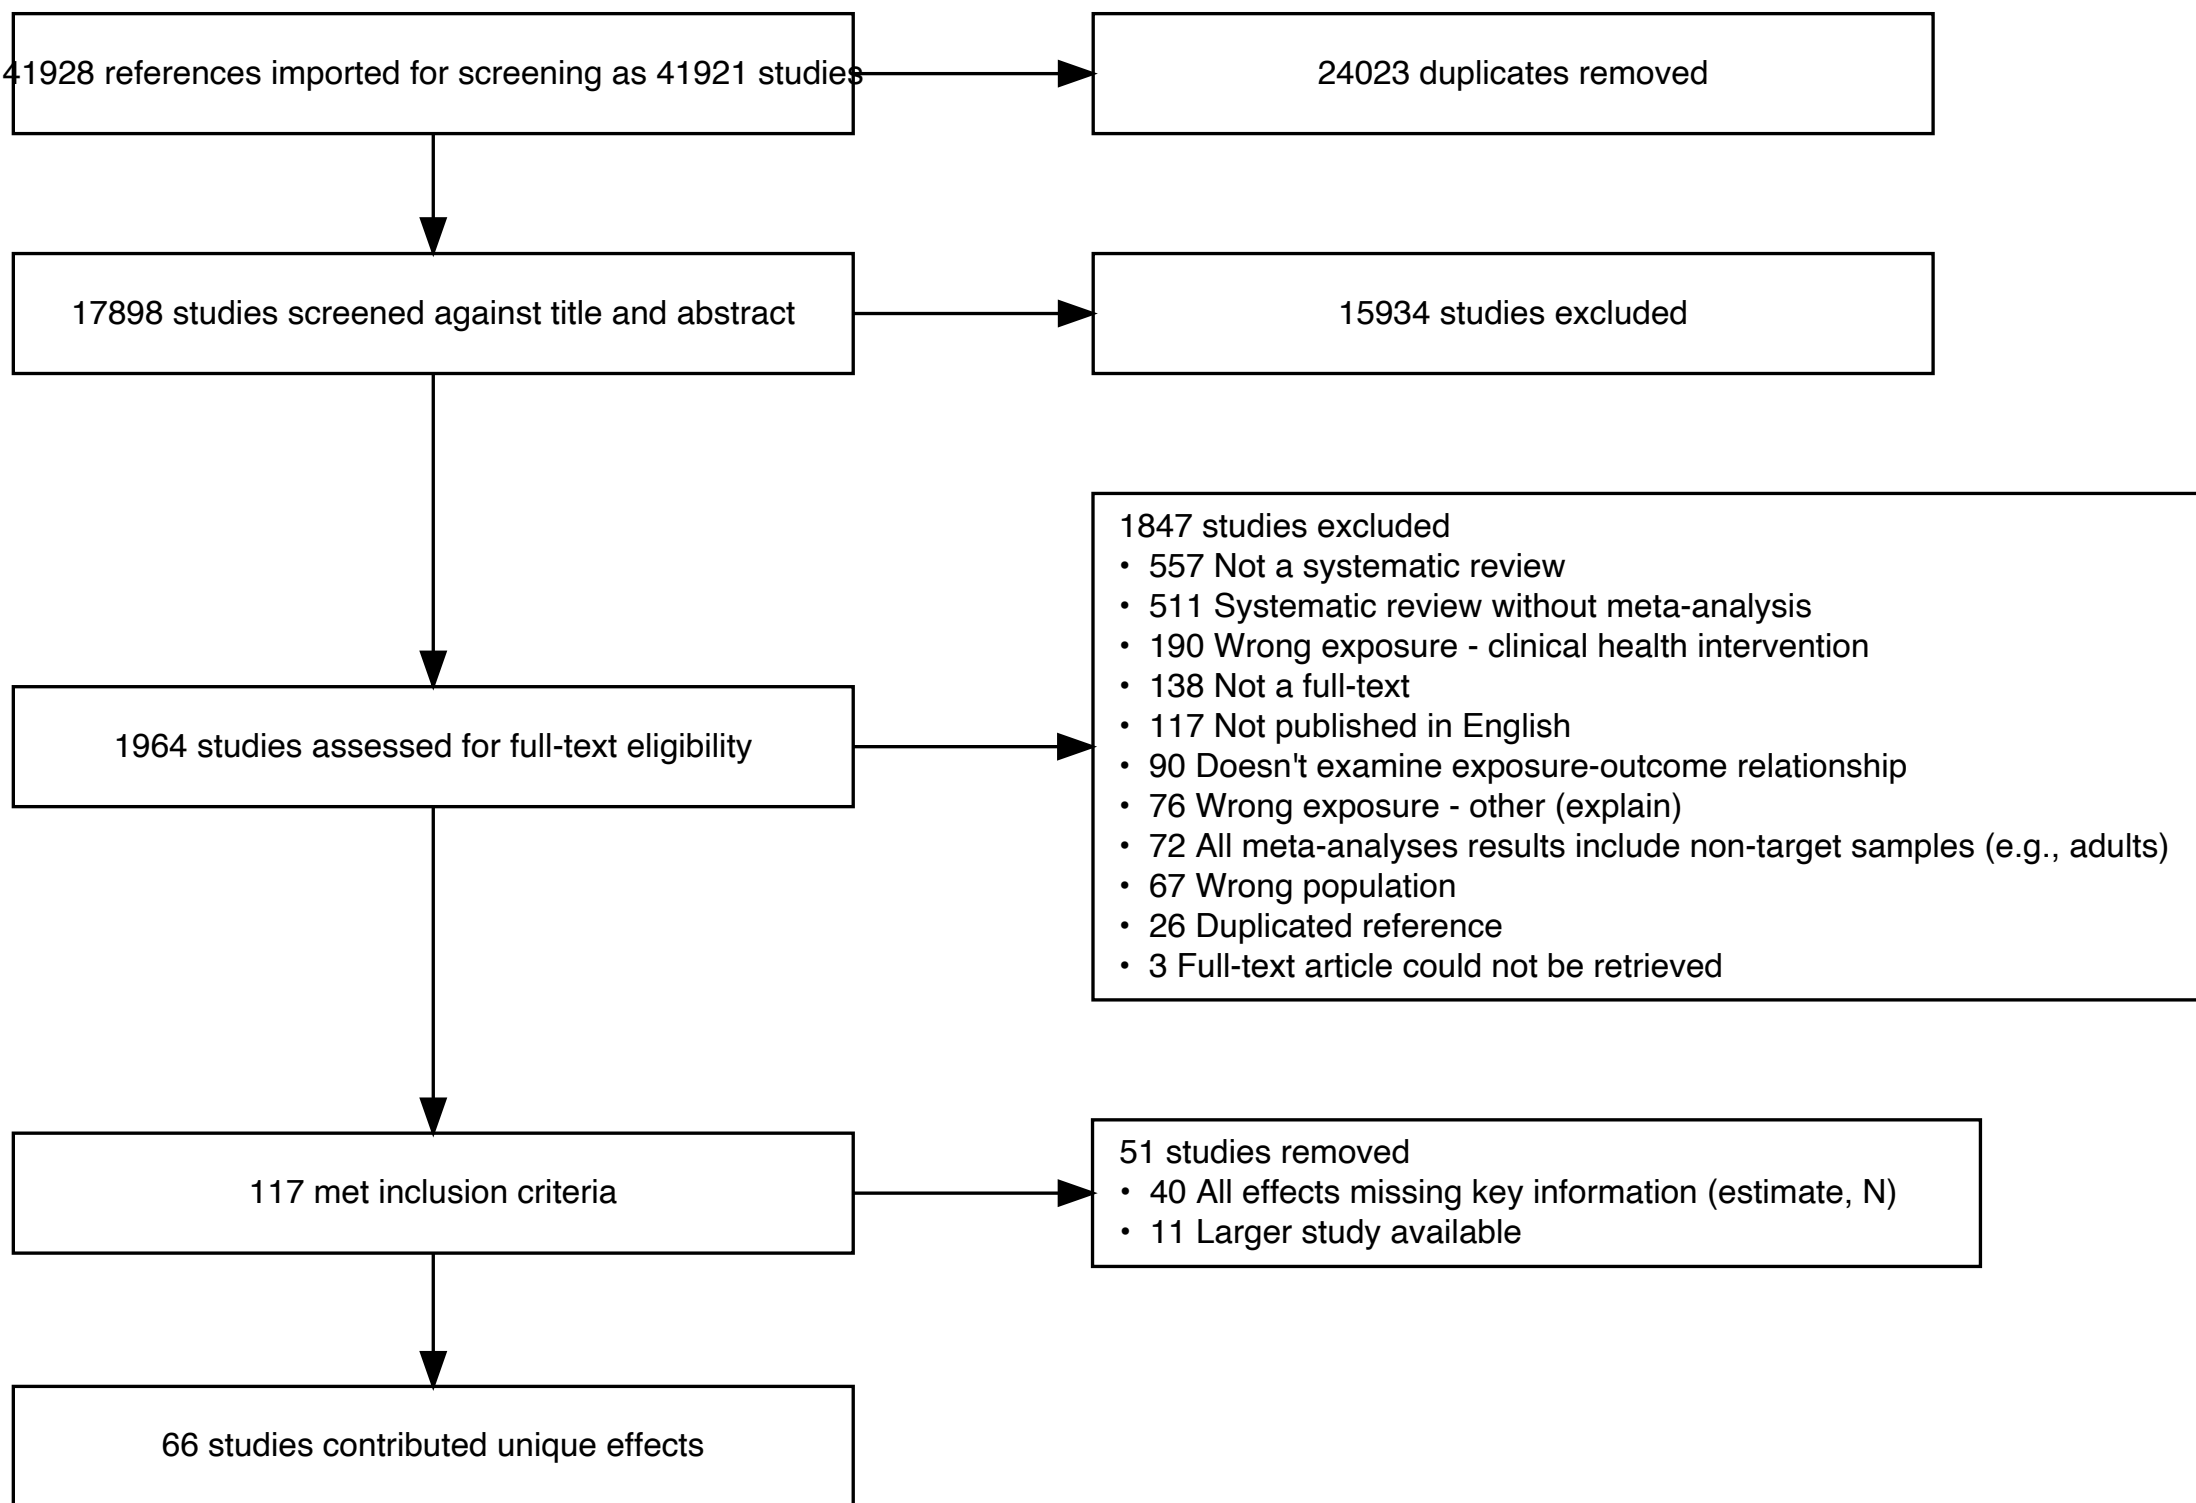 41928 references imported for screening as 41921 studies
24023 duplicates removed
17898 studies screened against title and abstract
15934 studies excluded
1964 studies assessed for full-text eligibility
1847 studies excluded
• 557 Not a systematic review
• 511 Systematic review without meta-analysis
• 190 Wrong exposure - clinical health intervention
• 138 Not a full-text
• 117 Not published in English
• 90 Doesn't examine exposure-outcome relationship
• 76 Wrong exposure - other (explain)
• 72 All meta-analyses results include non-target samples (e.g., adults)
• 67 Wrong population
• 26 Duplicated reference
• 3 Full-text article could not be retrieved
117 met inclusion criteria
51 studies removed
• 40 All effects missing key information (estimate, N)
• 11 Larger study available
66 studies contributed unique effects